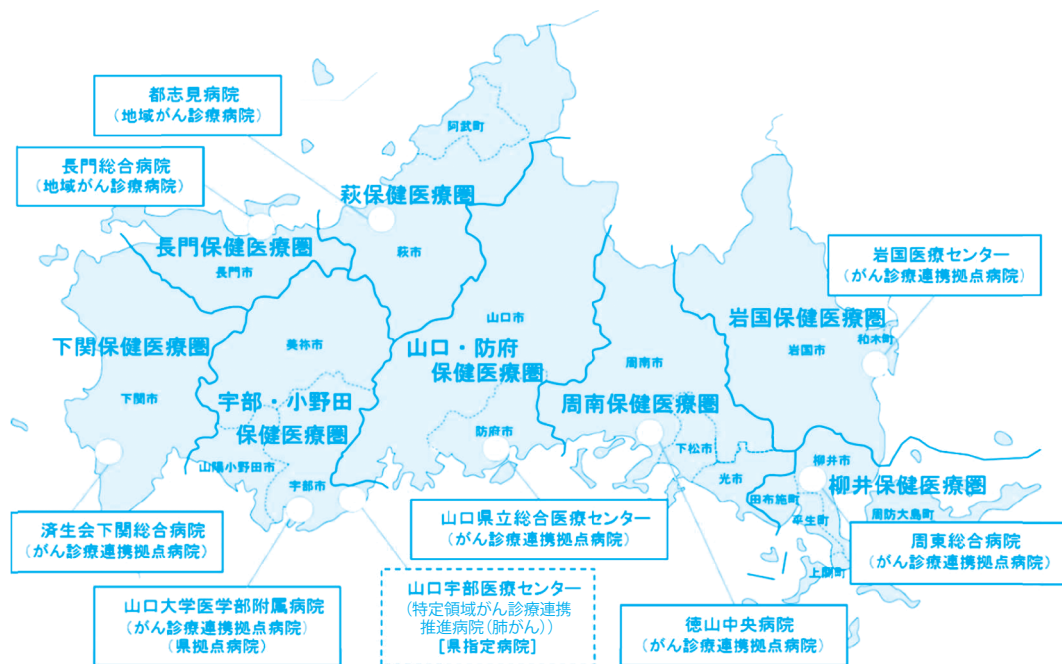 都志見病院
(地域がん診療病院)
阿武町
長門総合病院
(地域がん診療病院)
萩保健医療圏
長門保健医療圏
萩市
長門市
岩国医療センター
(がん診療連携拠点病院)
山口市
岩国保健医療圏
和木町
美祢市
下関保健医療圏
山口・防府
保健医療圏
岩国市
周南市
下関市
宇部・小野田
保健医療圏
周南保健医療圏
防府市
下松市
山陽小野田市
柳井市
光市
宇部市
柳井保健医療圏
田布施町
平生町
周防大島町
上関町
済生会下関総合病院
(がん診療連携拠点病院)
山口県立総合医療センター
(がん診療連携拠点病院)
周東総合病院
(がん診療連携拠点病院)
山口大学医学部附属病院
(がん診療連携拠点病院)
(県拠点病院)
山口宇部医療センター
(特定領域がん診療連携
推進病院(肺がん))
[県指定病院]
徳山中央病院
(がん診療連携拠点病院)